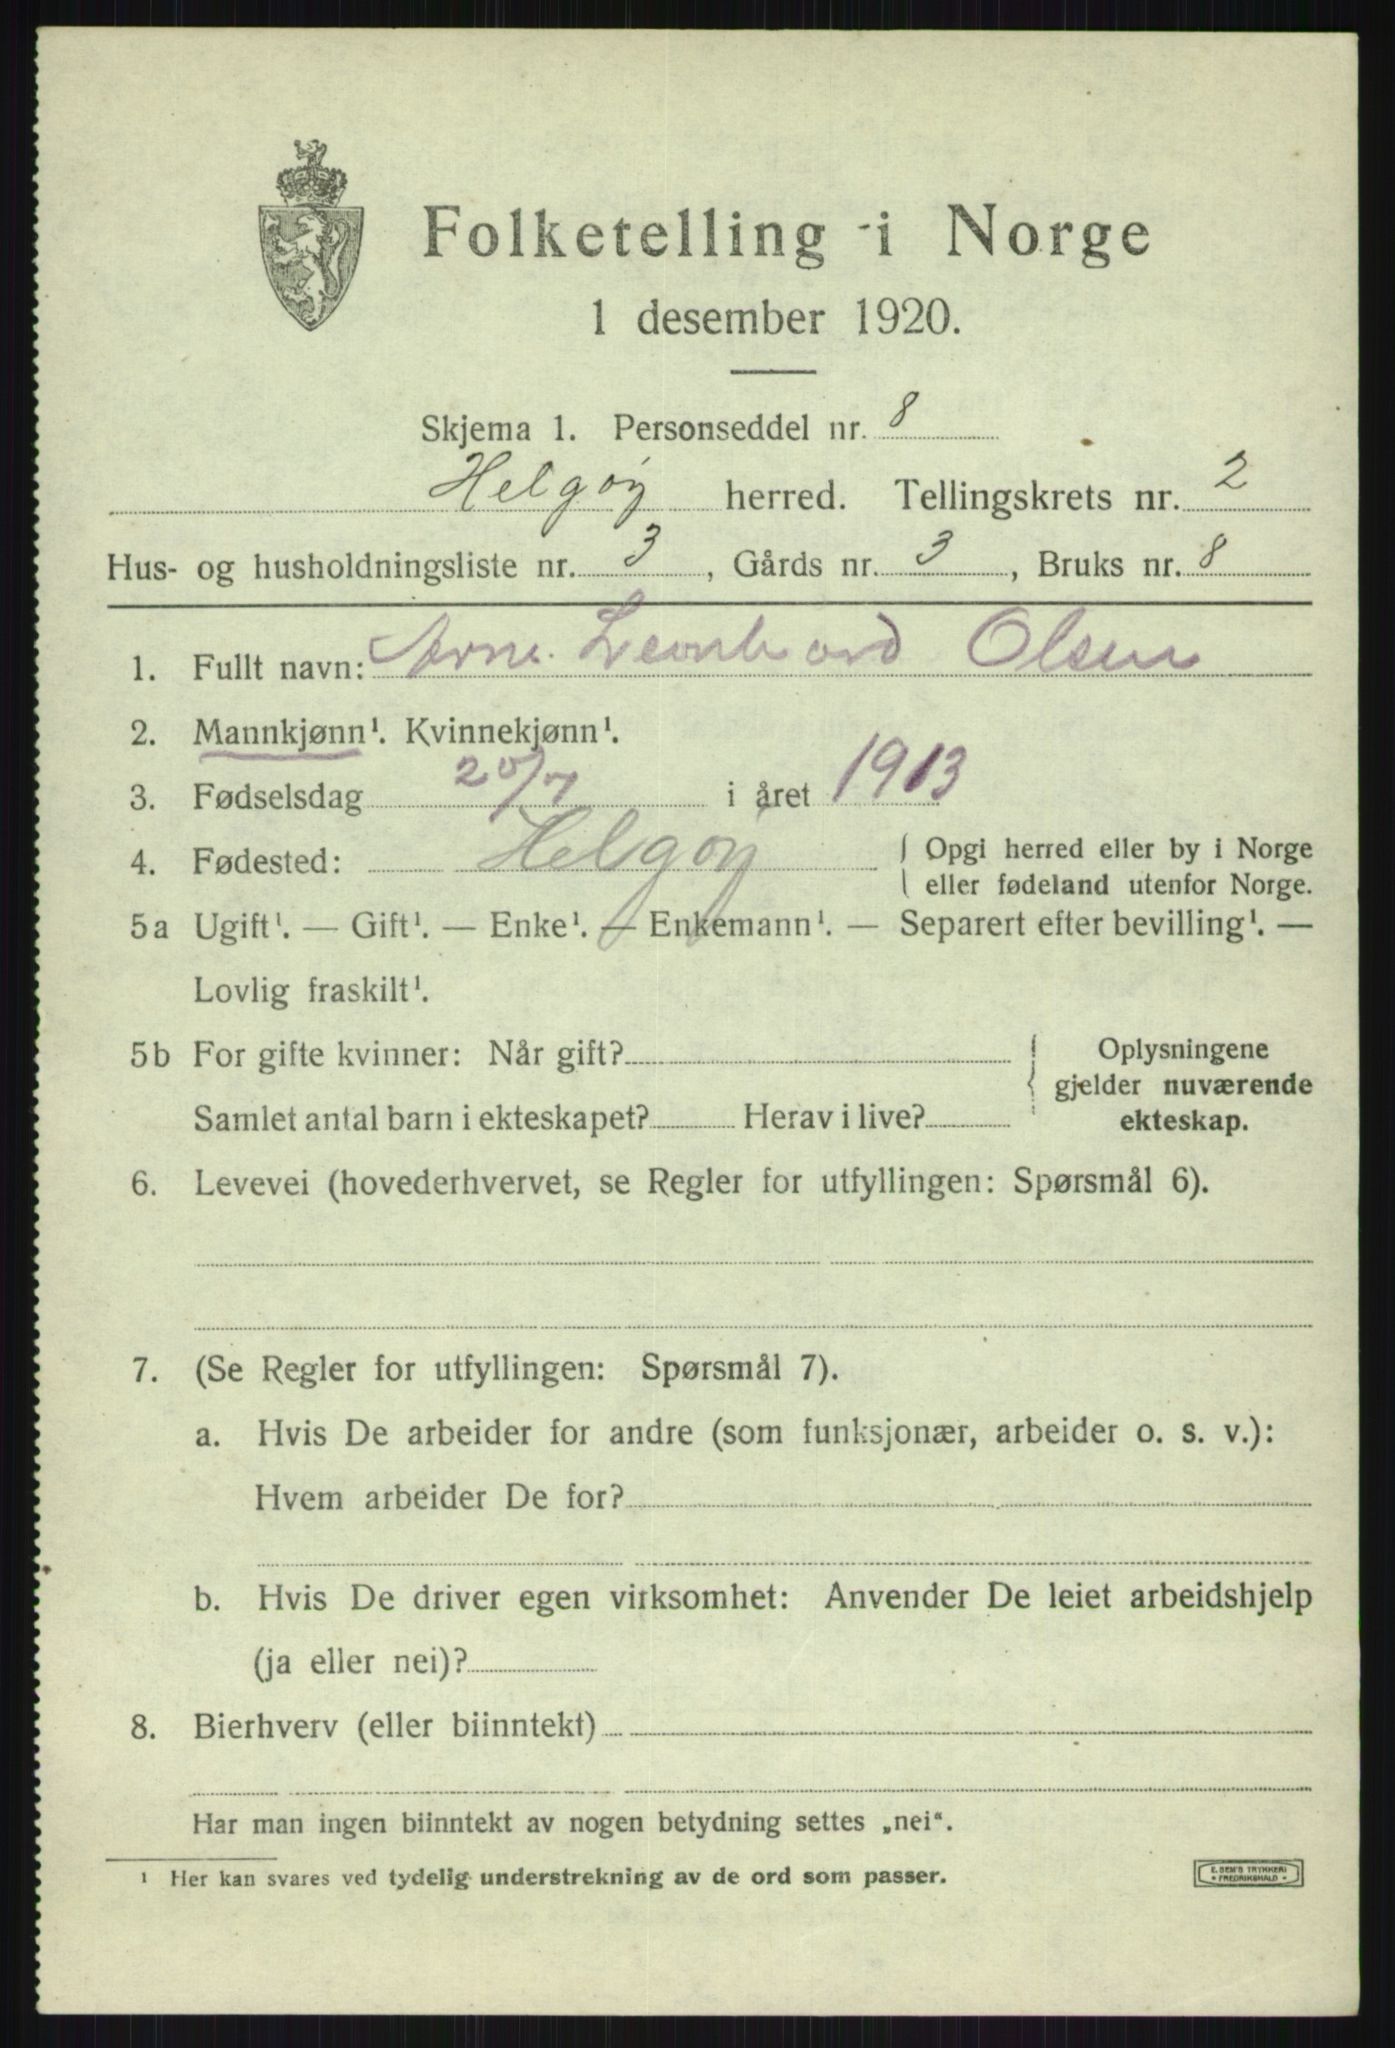 Folketelling i Norge
1 desember 1920.
Skjema 1. Personseddel nr. 8
Helgøy herred. Tellingskrets nr. 2
Hus- og husholdningsliste nr. 3, Gårds nr. 3, Bruks nr. 8
1. Fullt navn: Arne Leonhard Olsen
2. Mannkjønn¹. Kvinnekjønn¹.
3. Fødselsdag 20/7 i året 1913
4. Fødested: Helgøy { Opgi herred eller by i Norge
eller fødeland utenfor Norge.
5a Ugift¹. — Gift¹. — Enke¹. — Enkemann¹. — Separert efter bevilling¹. —
Lovlig fraskilt¹.
5b For gifte kvinner: Når gift? { Oplysningene
gjelder nuværende
Samlet antal barn i ekteskapet? Herav i live? ekteskap.
6. Levevei (hovederhvervet, se Regler for utfyllingen: Spørsmål 6).
7. (Se Regler for utfyllingen: Spørsmål 7).
a. Hvis De arbeider for andre (som funksjonær, arbeider o. s. v.):
Hvem arbeider De for?
b. Hvis De driver egen virksomhet: Anvender De leiet arbeidshjelp
(ja eller nei)?
8. Bierhverv (eller biinntekt)
Har man ingen biinntekt av nogen betydning settes „nei“.
¹ Her kan svares ved tydelig understrekning av de ord som passer.
E. SEM'S TRYKKERI
• FREDRIKSHALD •